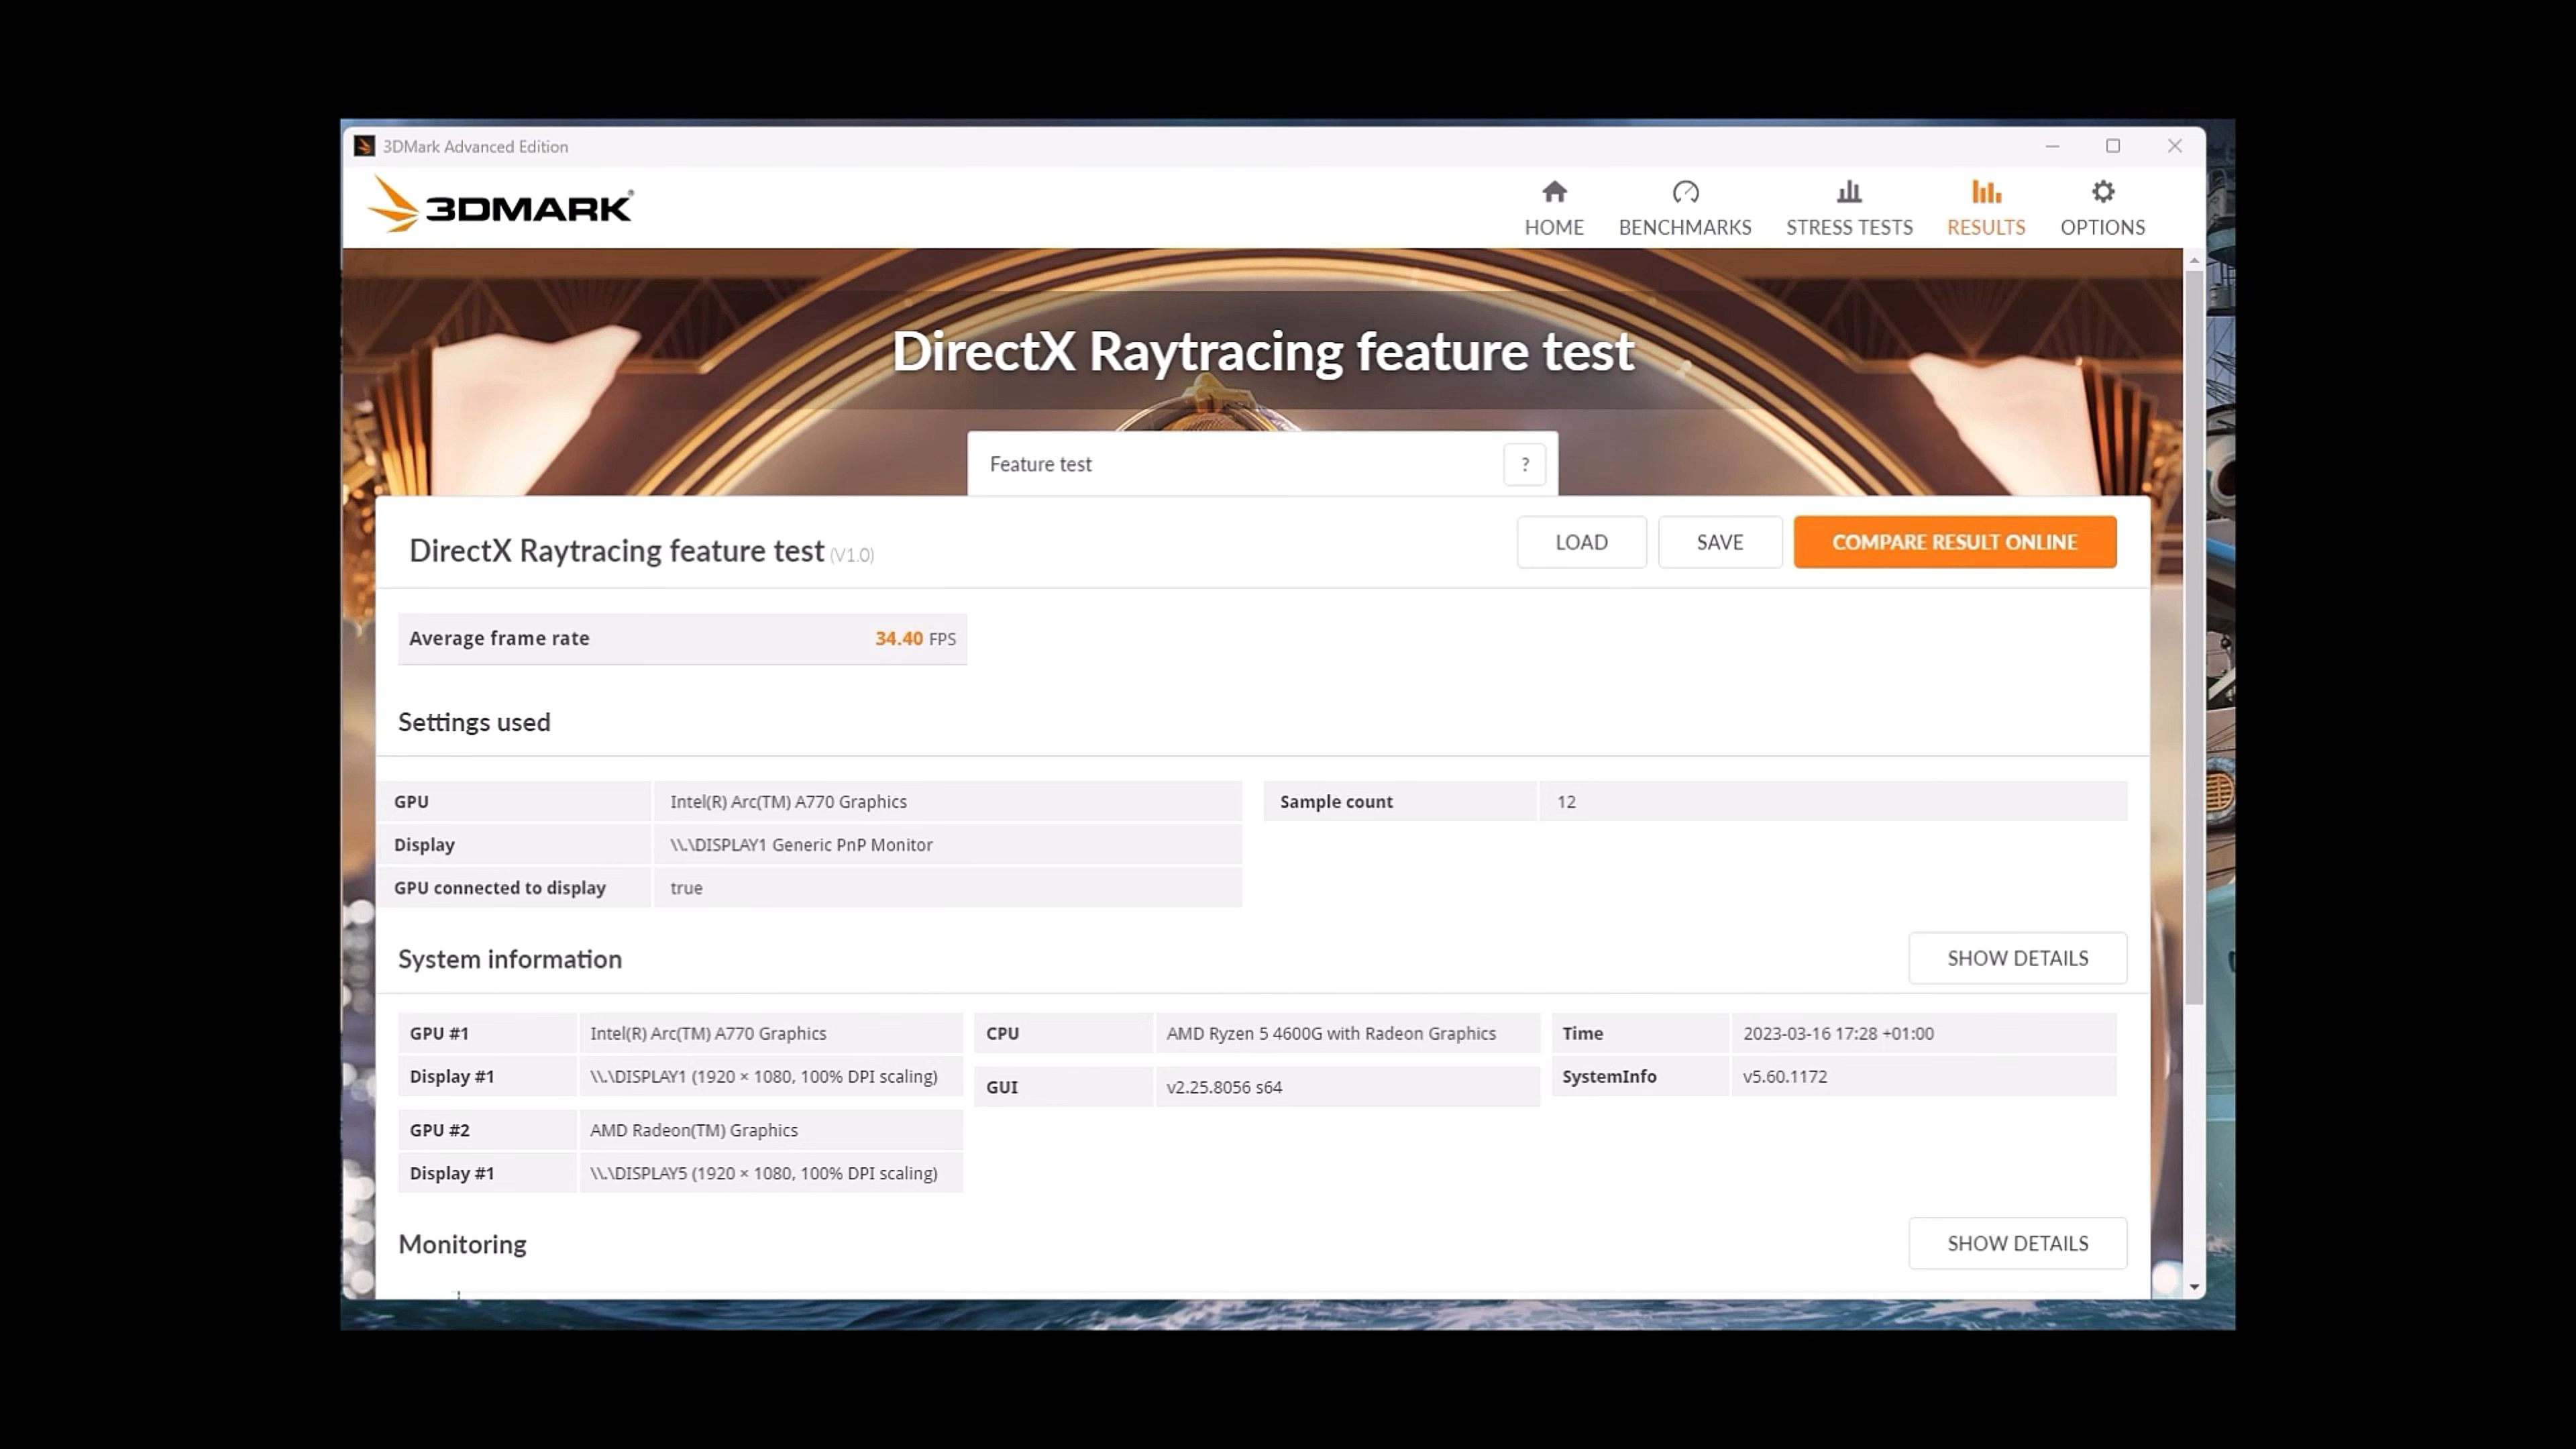 3DMark Advanced Edition
3DMARK®
HOME
BENCHMARKS
STRESS TESTS
RESULTS
OPTIONS
DirectX Raytracing feature test
Feature test
?
DirectX Raytracing feature test (V1.0)
LOAD
SAVE
COMPARE RESULT ONLINE
Average frame rate 34.40 FPS
Settings used
GPU Intel(R) Arc(TM) A770 Graphics
Sample count 12
Display \\.\DISPLAY1 Generic PnP Monitor
GPU connected to display true
System information
SHOW DETAILS
GPU #1 Intel(R) Arc(TM) A770 Graphics
Display #1 \\.\DISPLAY1 (1920 × 1080, 100% DPI scaling)
GPU #2 AMD Radeon(TM) Graphics
Display #1 \\.\DISPLAY5 (1920 × 1080, 100% DPI scaling)
CPU AMD Ryzen 5 4600G with Radeon Graphics
GUI v2.25.8056 s64
Time 2023-03-16 17:28 +01:00
SystemInfo v5.60.1172
Monitoring
SHOW DETAILS